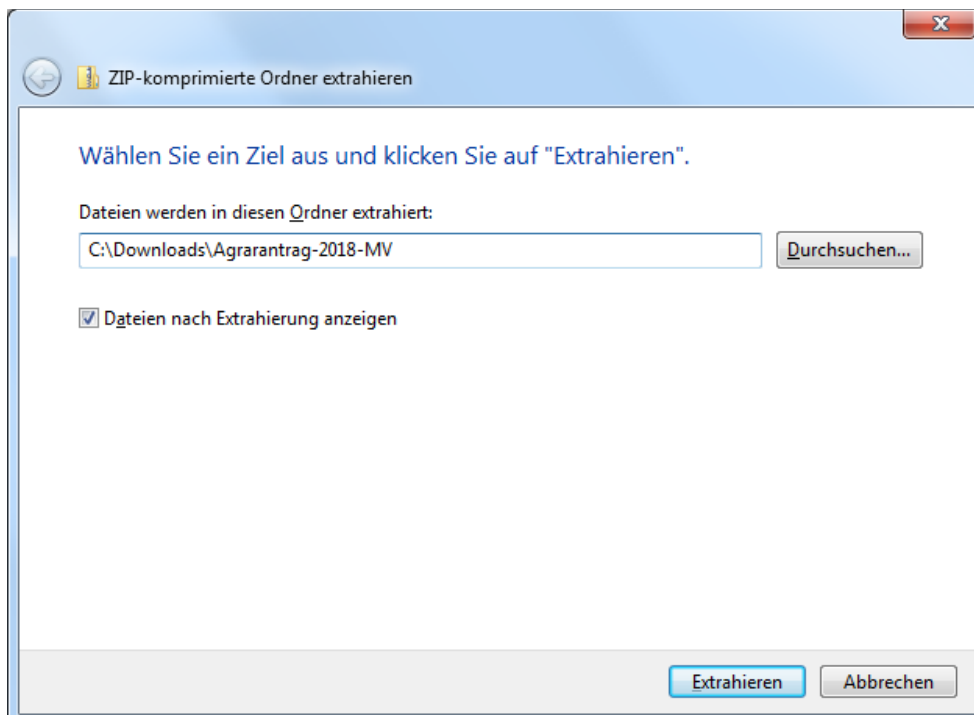 ZIP-komprimierte Ordner extrahieren
Wählen Sie ein Ziel aus und klicken Sie auf "Extrahieren".
Dateien werden in diesen Ordner extrahiert:
C:\Downloads\Agrarantrag-2018-MV
Durchsuchen...
Dateien nach Extrahierung anzeigen
Extrahieren
Abbrechen